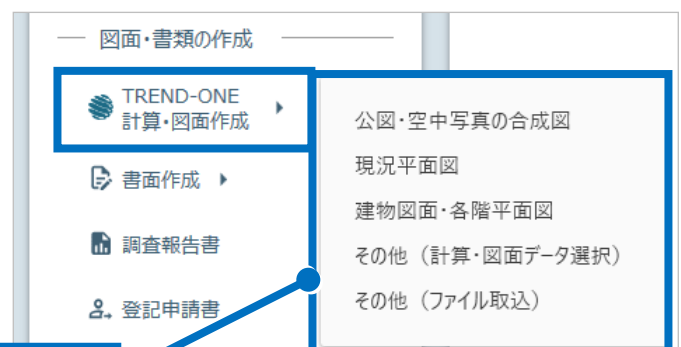 図面・書類の作成
TREND-ONE
計算・図面作成
書面作成
調査報告書
登記申請書
公図・空中写真の合成図
現況平面図
建物図面・各階平面図
その他（計算・図面データ選択）
その他（ファイル取込）